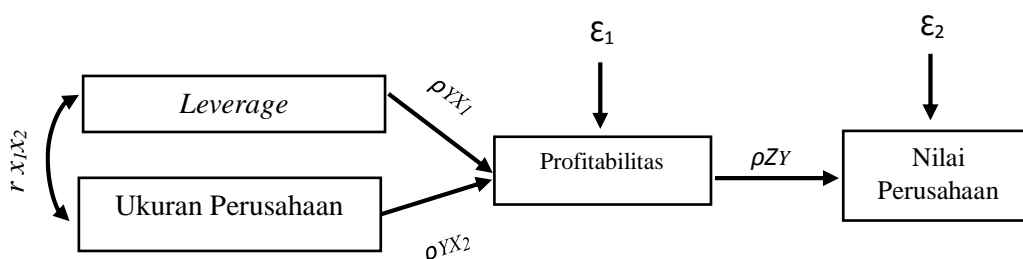 ε₁
ε₂
Leverage
ρYX₁
r x₁x₂
Profitabilitas
ρZY
Nilai
Perusahaan
Ukuran Perusahaan
ρYX₂